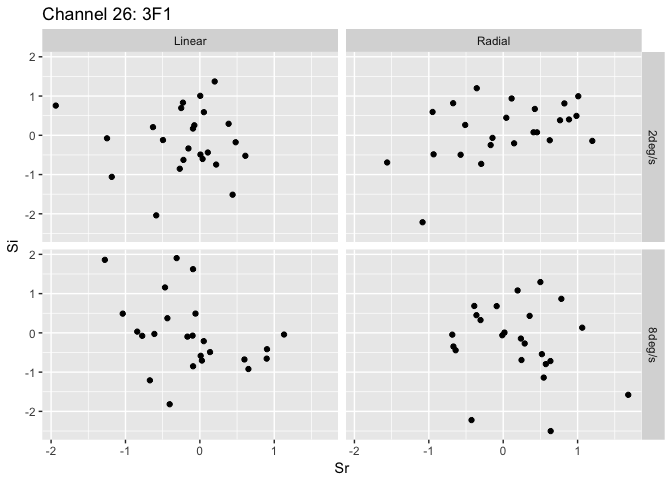 Channel 26: 3F1
Linear
Radial
2
1
0
-1
-2
2deg/s
Si
2
1
0
-1
-2
8deg/s
-2 -1 0 1
-2 -1 0 1
Sr